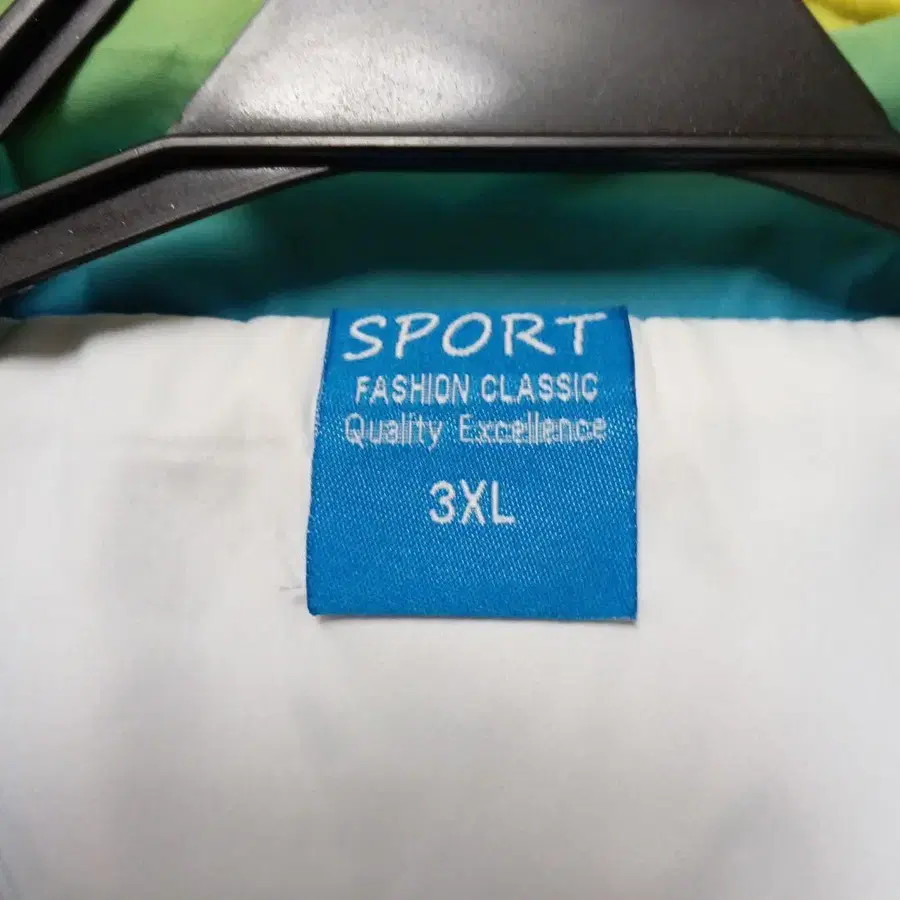 SPORT
FASHION CLASSIC
Quality Excellence
3XL